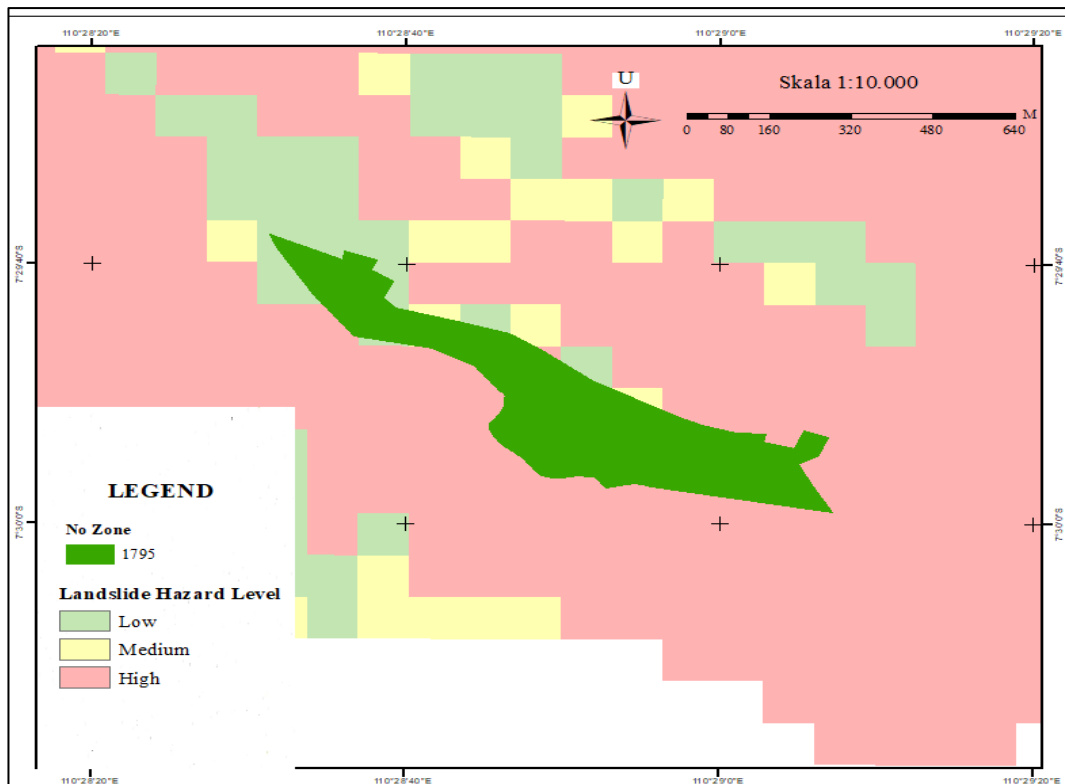 110°28'20"E 110°28'40"E 110°29'0"E 110°29'20"E
U
Skala 1:10.000
M
0 80 160 320 480 640
7°29'40"S 7°29'40"S
LEGEND
No Zone
1795
Landslide Hazard Level
Low
Medium
High
7°30'0"S 7°30'0"S
110°28'20"E 110°28'40"E 110°29'0"E 110°29'20"E